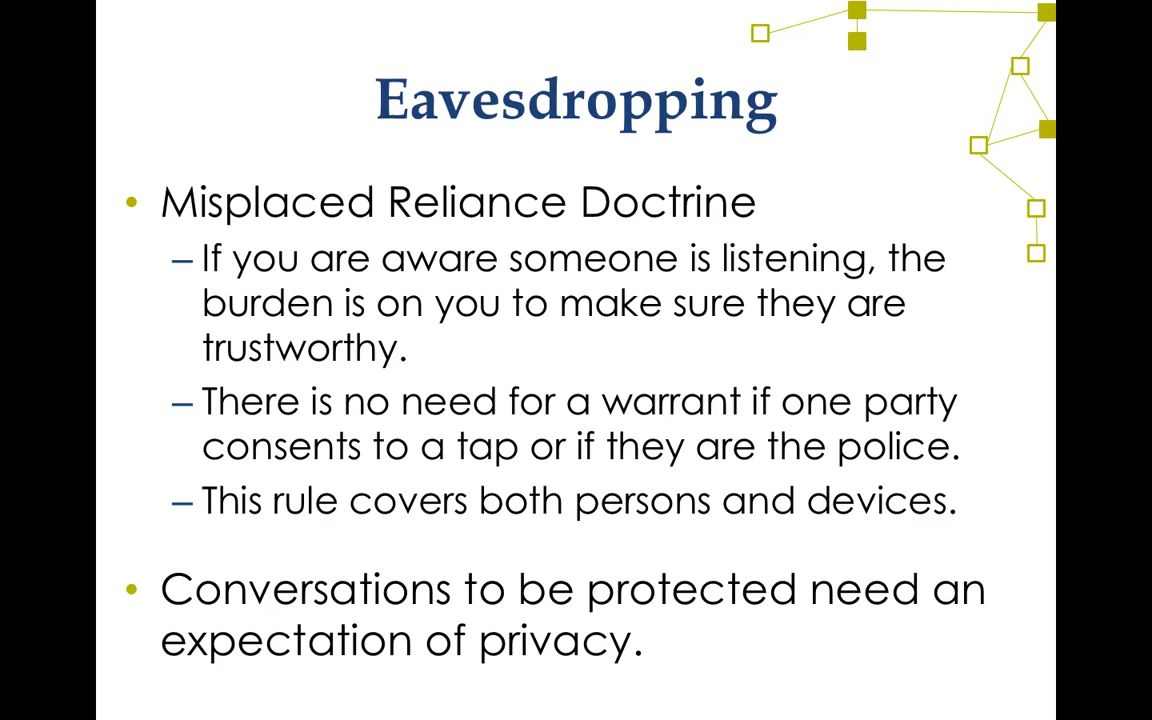 Eavesdropping
• Misplaced Reliance Doctrine
– If you are aware someone is listening, the
burden is on you to make sure they are
trustworthy.
– There is no need for a warrant if one party
consents to a tap or if they are the police.
– This rule covers both persons and devices.
• Conversations to be protected need an
expectation of privacy.